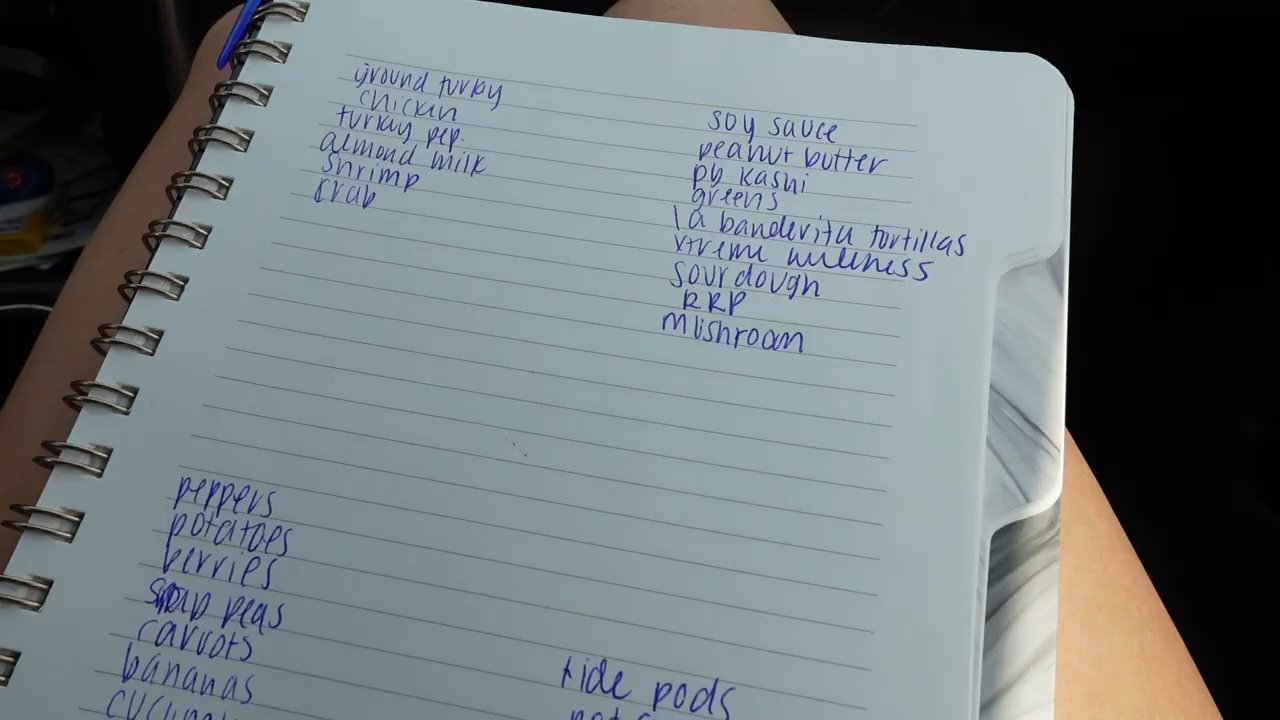 ground turky
chicken
turkay pep.
almond milk
shrimp
crab
soy sauce
peanut butter
pb kashi
greens
la banderita tortillas
xtreme wellness
sourdough
RRP
mushroom
peppers
potatoes
berries
snap peas
carrots
bananas
tide pods